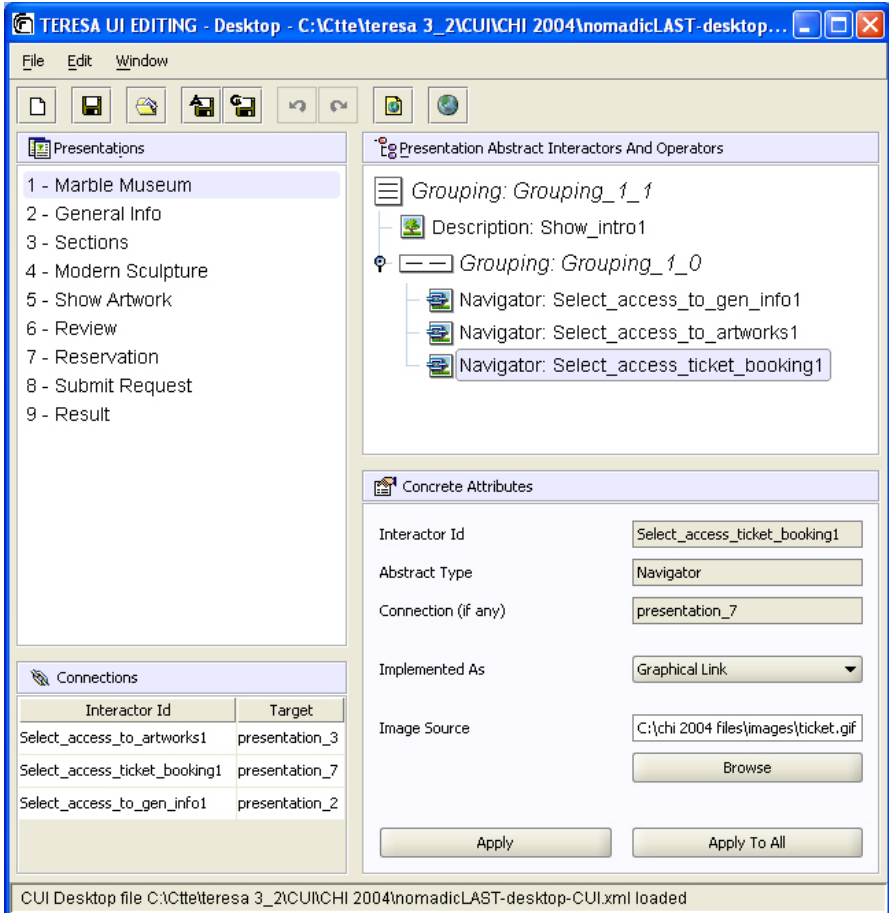 TERESA UI EDITING - Desktop - C:\Ctte\teresa 3_2\CUI\CHI 2004\nomadicLAST-desktop...
File Edit Window
Presentations
1 - Marble Museum
2 - General Info
3 - Sections
4 - Modern Sculpture
5 - Show Artwork
6 - Review
7 - Reservation
8 - Submit Request
9 - Result
Presentation Abstract Interactors And Operators
Grouping: Grouping_1_1
Description: Show_intro1
Grouping: Grouping_1_0
Navigator: Select_access_to_gen_info1
Navigator: Select_access_to_artworks1
Navigator: Select_access_ticket_booking1
Connections
Interactor Id Target
Select_access_to_artworks1 presentation_3
Select_access_ticket_booking1 presentation_7
Select_access_to_gen_info1 presentation_2
Concrete Attributes
Interactor Id Select_access_ticket_booking1
Abstract Type Navigator
Connection (if any) presentation_7
Implemented As Graphical Link
Image Source C:\chi 2004 files\images\ticket.gif
Browse
Apply Apply To All
CUI Desktop file C:\Ctte\teresa 3_2\CUI\CHI 2004\nomadicLAST-desktop-CUI.xml loaded